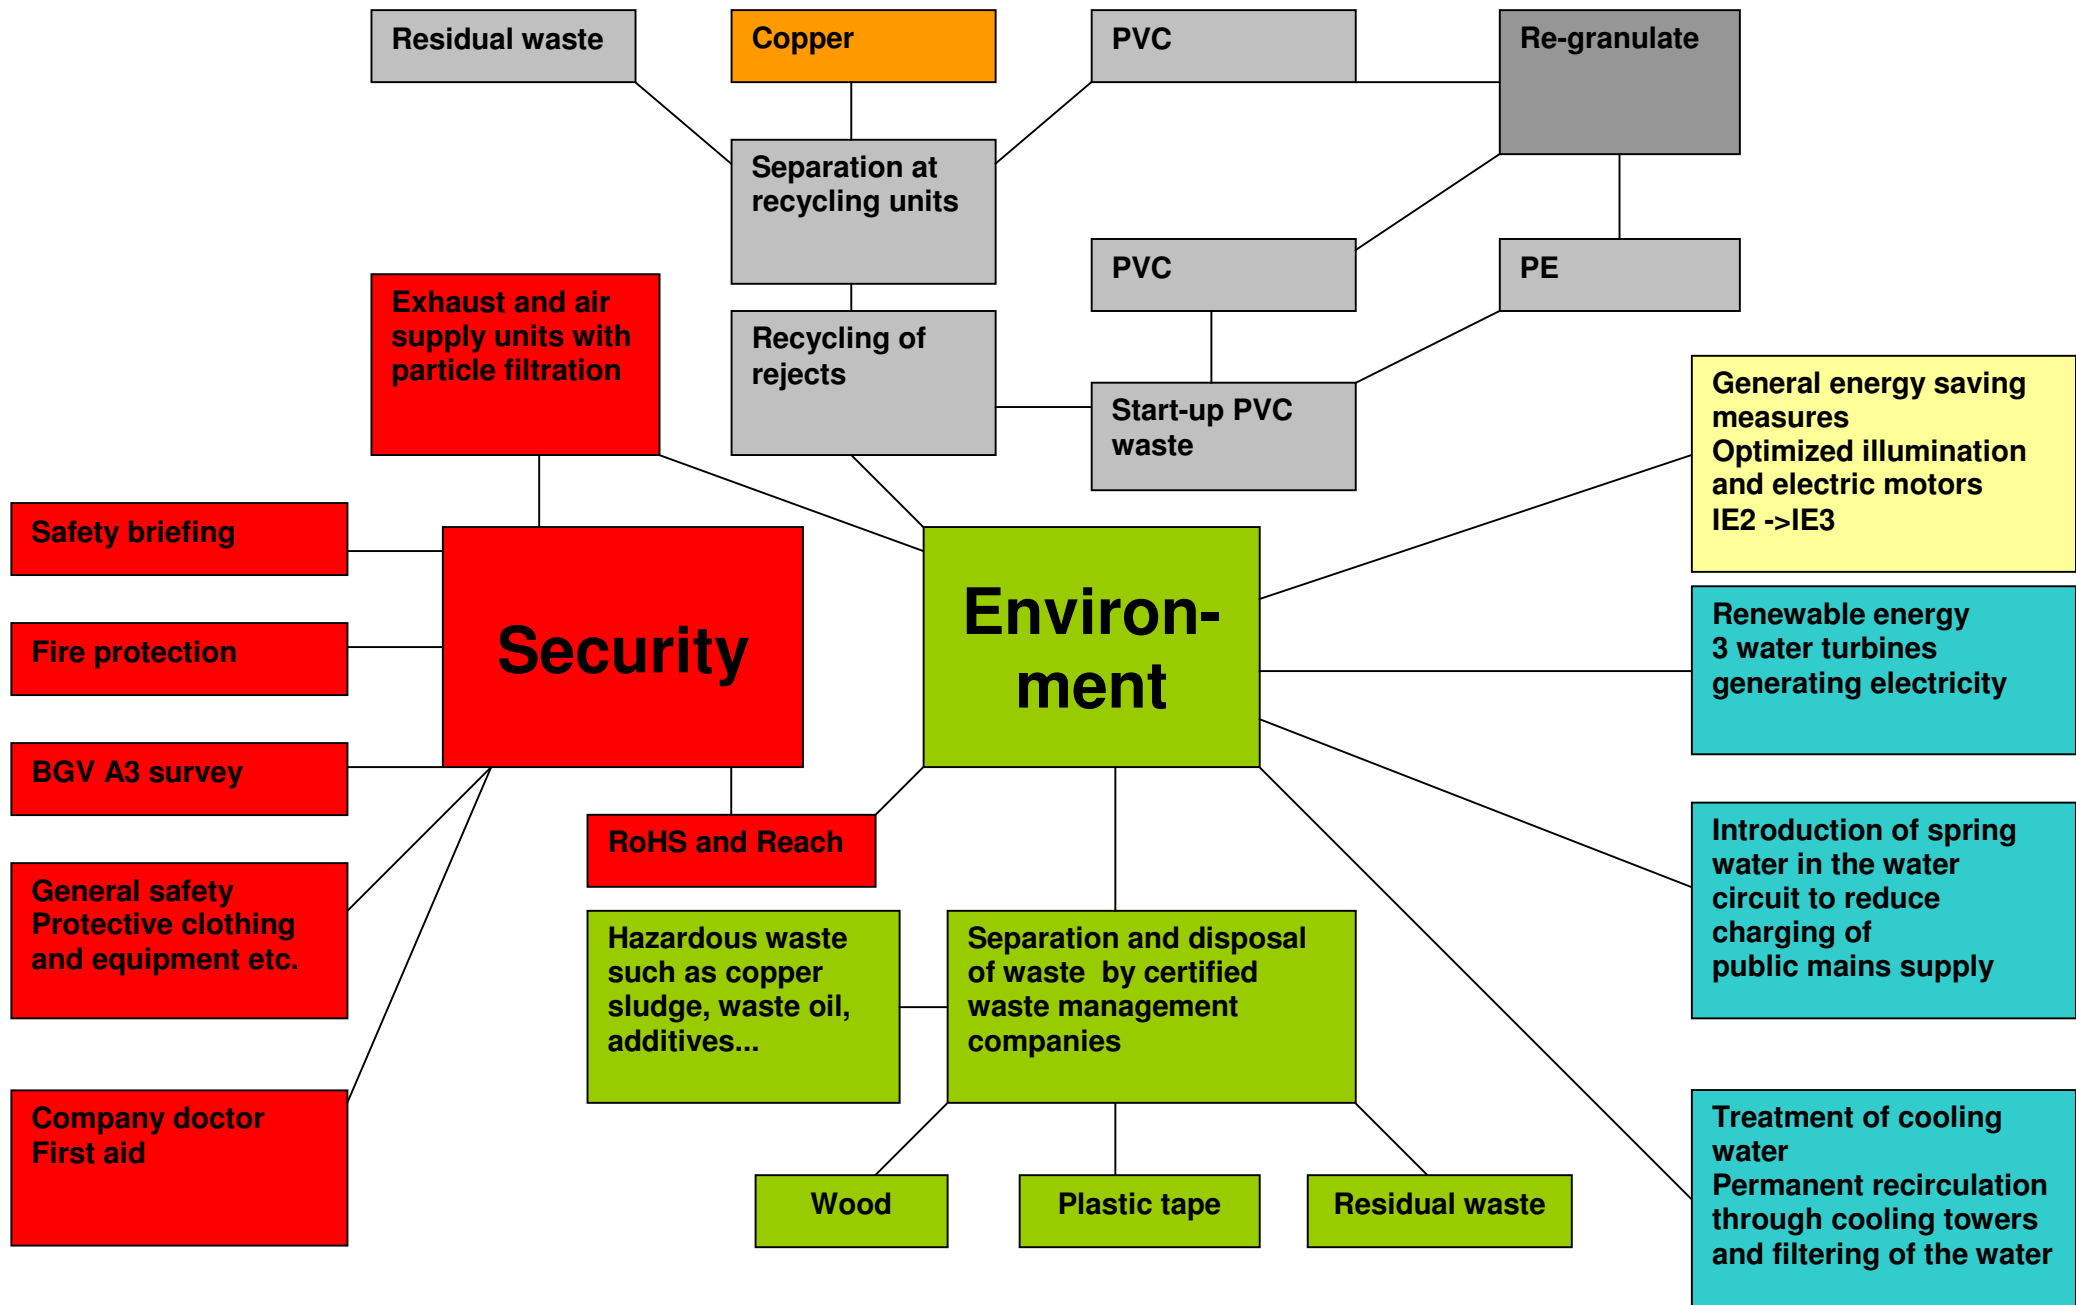 Residual waste
Copper
PVC
Re-granulate
Separation at
recycling units
PVC
PE
Exhaust and air
supply units with
particle filtration
Recycling of
rejects
Start-up PVC
waste
General energy saving
measures
Optimized illumination
and electric motors
IE2 ->IE3
Safety briefing
Fire protection
BGV A3 survey
General safety
Protective clothing
and equipment etc.
Company doctor
First aid
Security
Environ-
ment
Renewable energy
3 water turbines
generating electricity
RoHS and Reach
Introduction of spring
water in the water
circuit to reduce
charging of
public mains supply
Hazardous waste
such as copper
sludge, waste oil,
additives...
Separation and disposal
of waste  by certified
waste management
companies
Treatment of cooling
water
Permanent recirculation
through cooling towers
and filtering of the water
Wood
Plastic tape
Residual waste